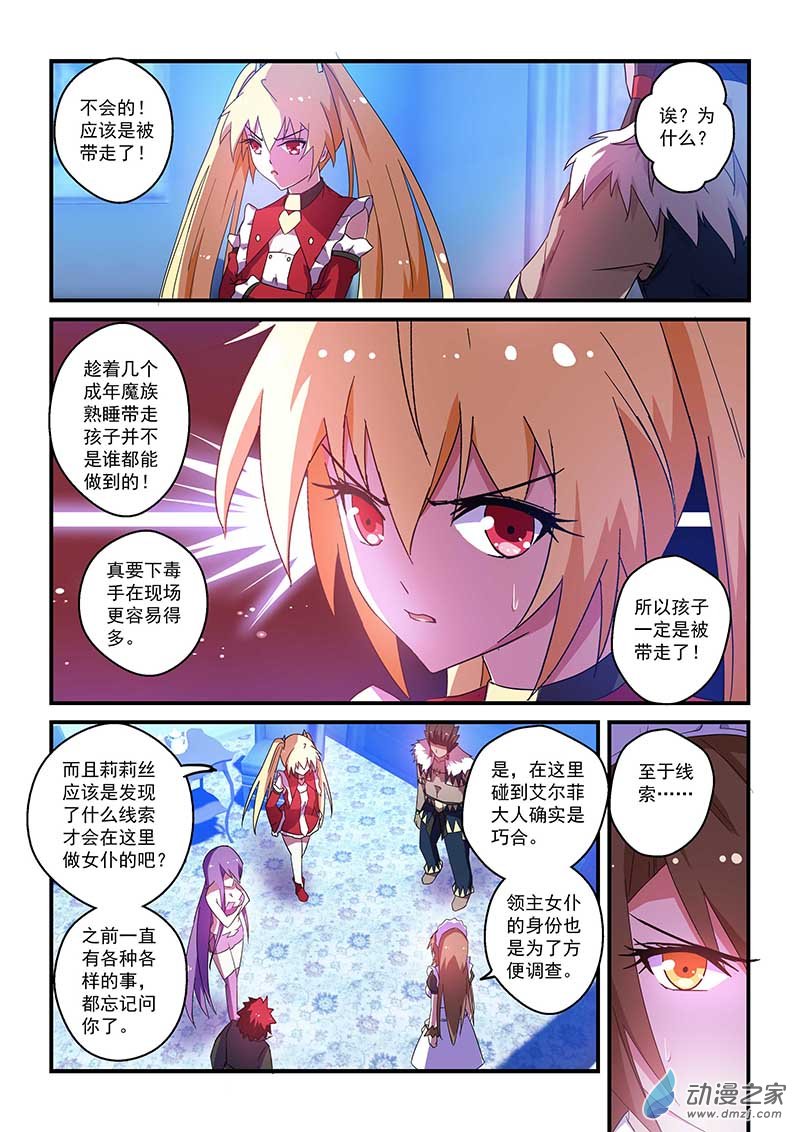 不会的！
应该是被
带走了！
诶？为
什么？
趁着几个
成年魔族
熟睡带走
孩子并不
是谁都能
做到的！
真要下毒
手在现场
更容易得
多。
所以孩子
一定是被
带走了！
而且莉莉丝
应该是发现
了什么线索
才会在这里
做女仆的吧？
之前一直
有各种各
样的事，
都忘记问
你了。
是，在这里
碰到艾尔菲
大人确实是
巧合。
领主女仆
的身份也
是为了方
便调查。
至于线
索……
动漫之家
www.dmzj.com